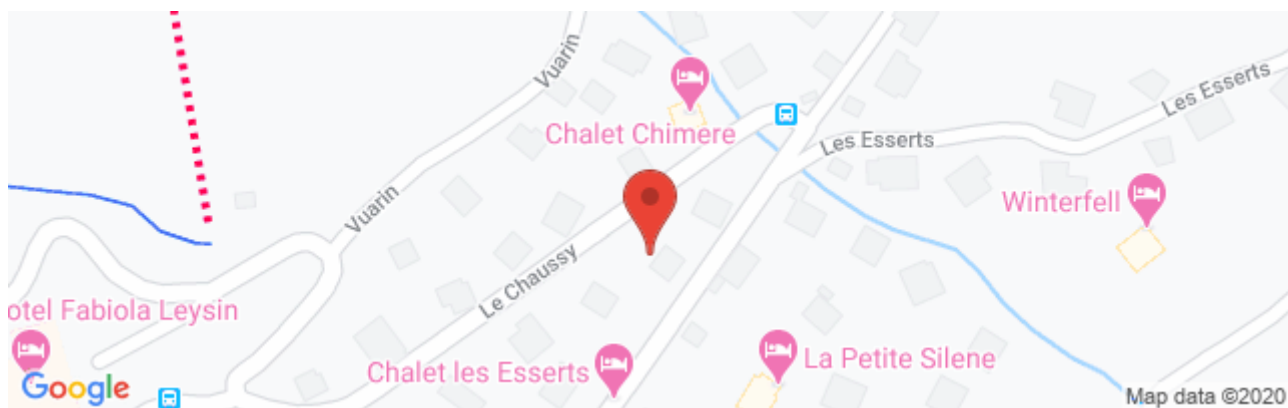 Vuarin
Chalet Chimère
Les Esserts
Les Esserts
Vuarin
Winterfell
Le Chaussy
otel Fabiola Leysin
Chalet les Esserts
La Petite Silene
Google
Map data ©2020